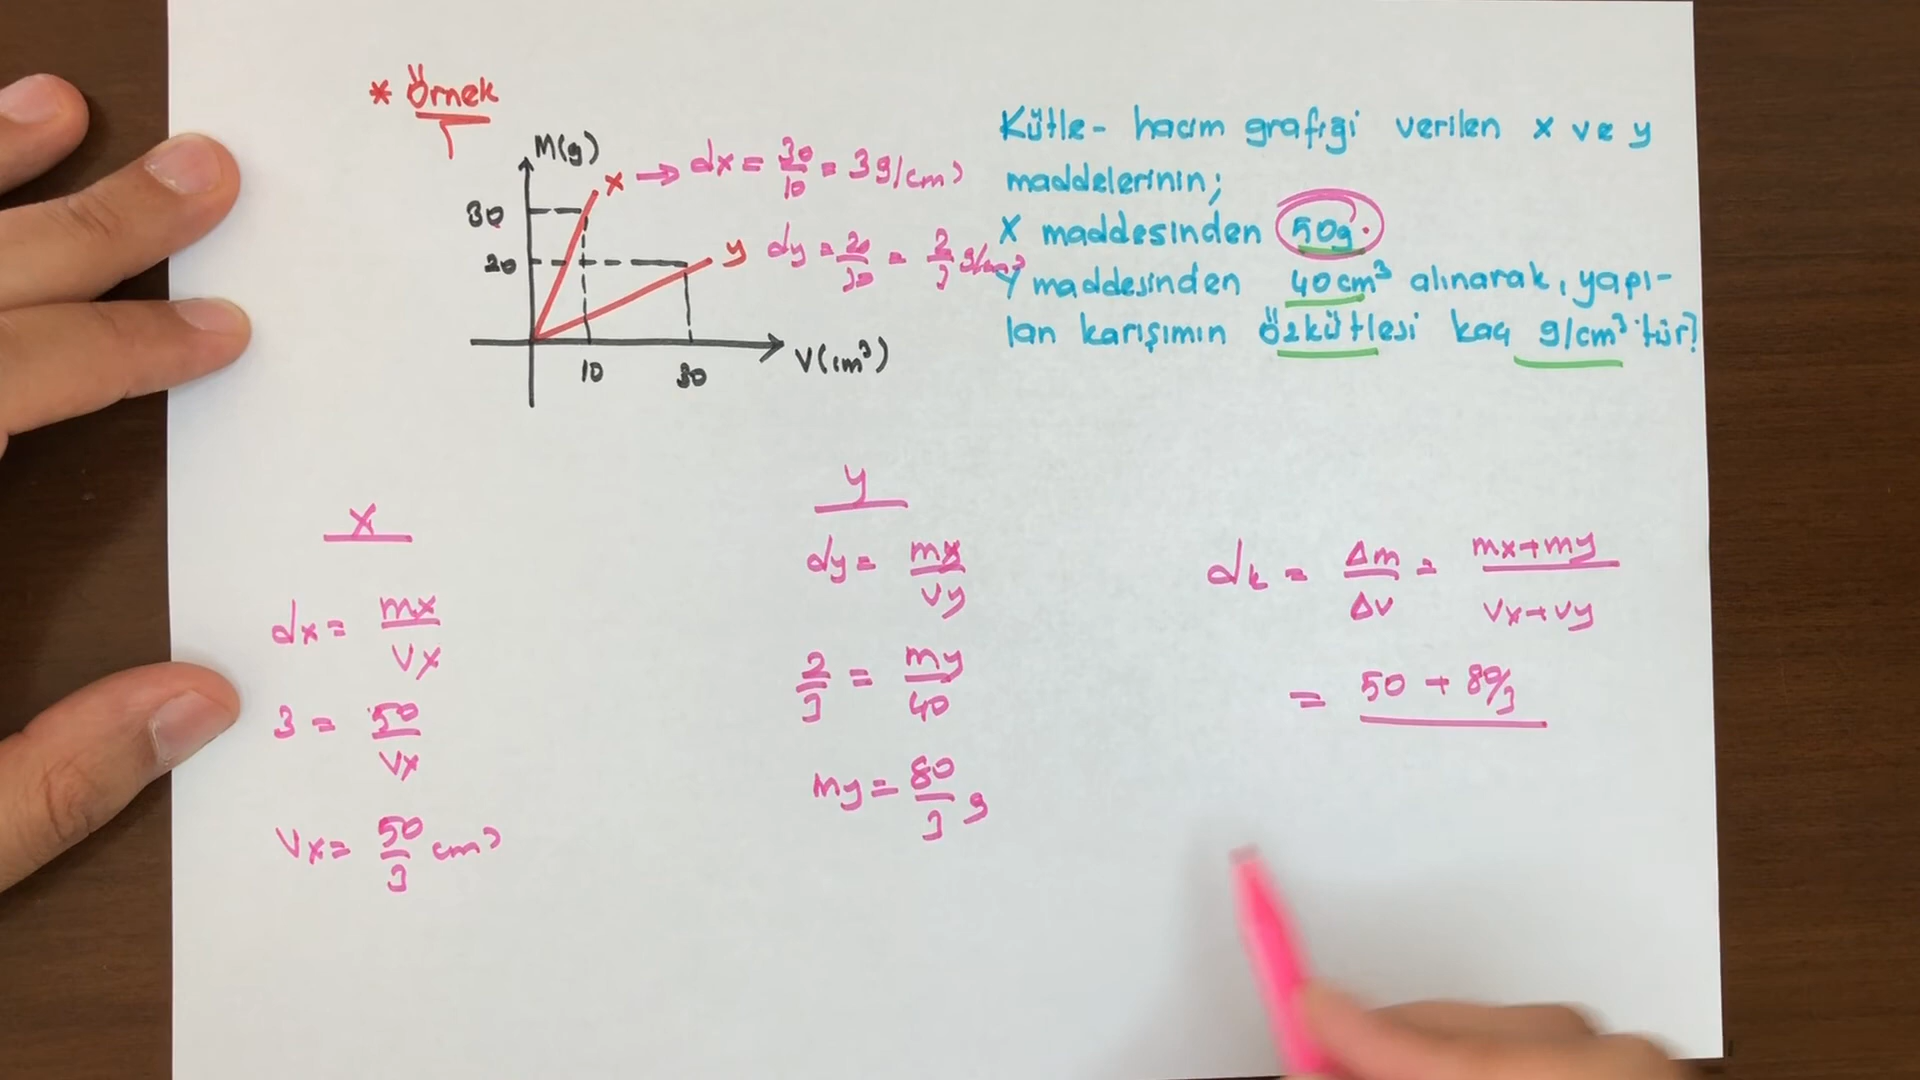 * Örnek
M(g)
30
20
10
30
V(cm³)
x → dx = 30/10 = 3g/cm³
y dy = 20/30 = 2/3 g/cm³
Kütle - hacim grafiği verilen x ve y
maddelerinin;
X maddesinden 50g.
Y maddesinden 40cm³ alınarak, yapı-
lan karışımın özkütlesi kaç g/cm³'tür?
x
dx = mx/vx
3 = 50/vx
Vx = 50/3 cm³
y
dy = my/vy
2/3 = my/40
my = 80/3 g
dk = Δm/Δv = mx+my/vx+vy
= 50 + 80/3